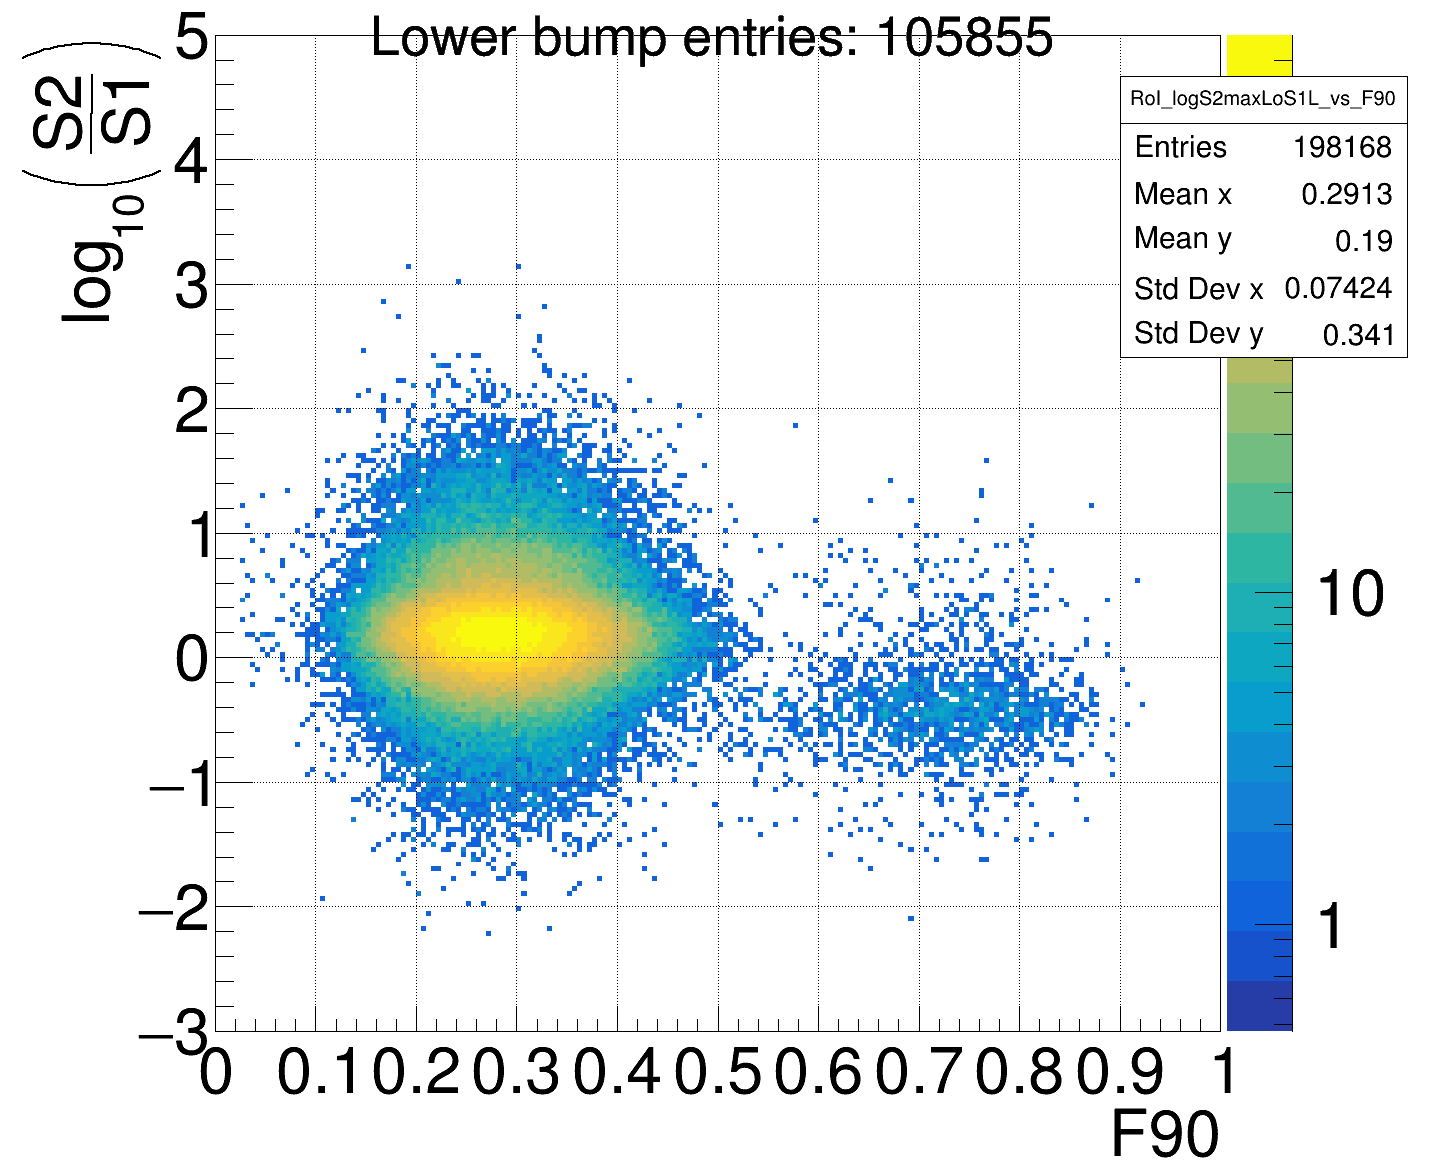 Lower bump entries: 105855
log10(S2/S1)
5
4
3
2
1
0
−1
−2
−3
0 0.1 0.2 0.3 0.4 0.5 0.6 0.7 0.8 0.9 1
F90
RoI_logS2maxLoS1L_vs_F90
Entries 198168
Mean x 0.2913
Mean y 0.19
Std Dev x 0.07424
Std Dev y 0.341
10
1